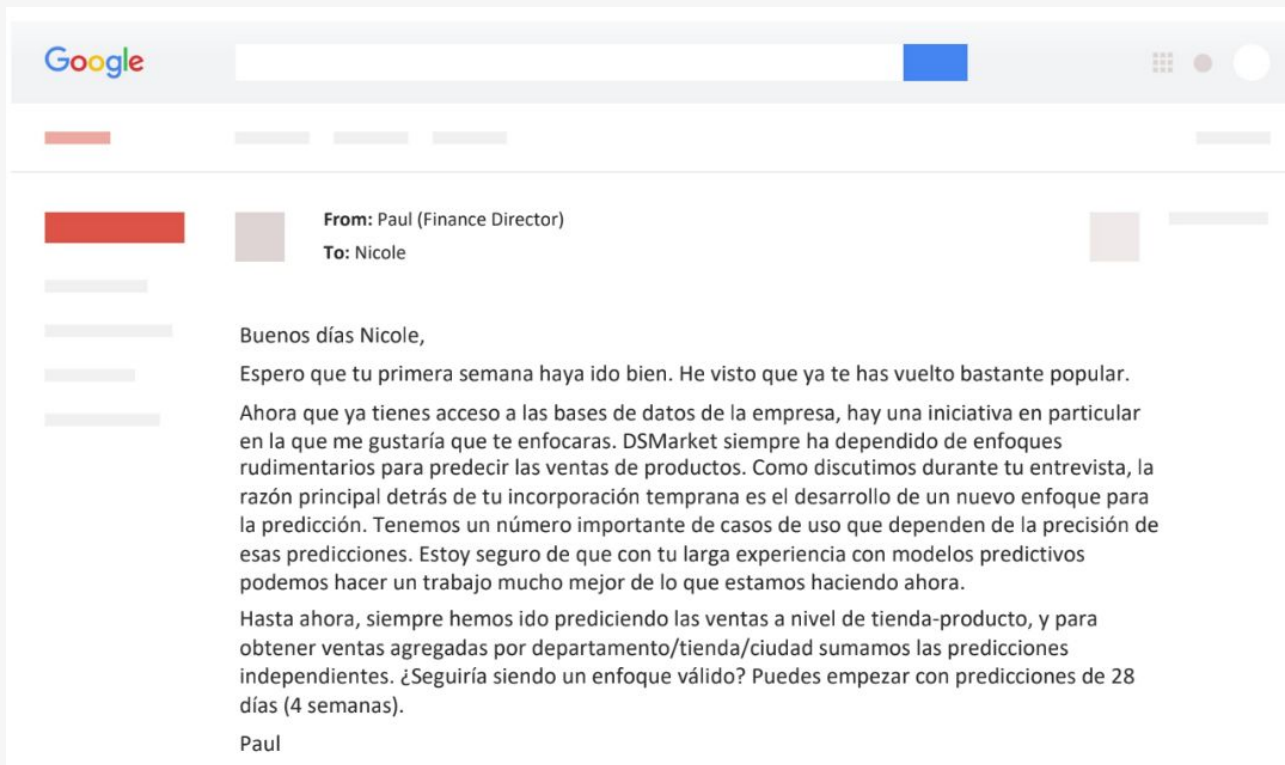 Google
From: Paul (Finance Director)
To: Nicole
Buenos días Nicole,
Espero que tu primera semana haya ido bien. He visto que ya te has vuelto bastante popular.
Ahora que ya tienes acceso a las bases de datos de la empresa, hay una iniciativa en particular
en la que me gustaría que te enfocaras. DSMarket siempre ha dependido de enfoques
rudimentarios para predecir las ventas de productos. Como discutimos durante tu entrevista, la
razón principal detrás de tu incorporación temprana es el desarrollo de un nuevo enfoque para
la predicción. Tenemos un número importante de casos de uso que dependen de la precisión de
esas predicciones. Estoy seguro de que con tu larga experiencia con modelos predictivos
podemos hacer un trabajo mucho mejor de lo que estamos haciendo ahora.
Hasta ahora, siempre hemos ido prediciendo las ventas a nivel de tienda-producto, y para
obtener ventas agregadas por departamento/tienda/ciudad sumamos las predicciones
independientes. ¿Seguiría siendo un enfoque válido? Puedes empezar con predicciones de 28
días (4 semanas).
Paul